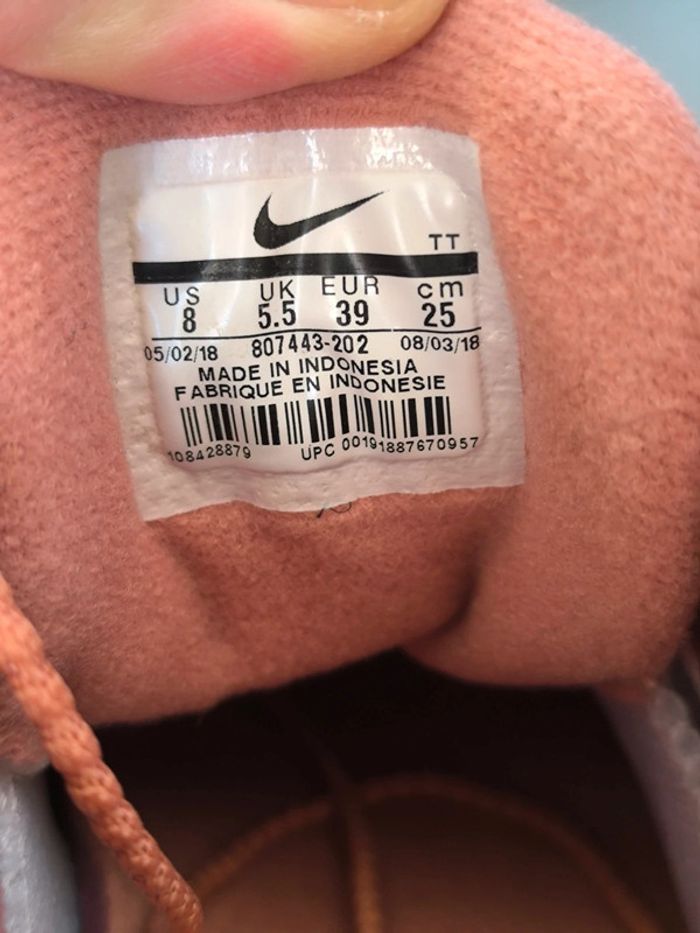 TT
US UK EUR cm
8 5.5 39 25
05/02/18 807443-202 08/03/18
MADE IN INDONESIA
FABRIQUE EN INDONESIE
108428879 UPC 00191887670957